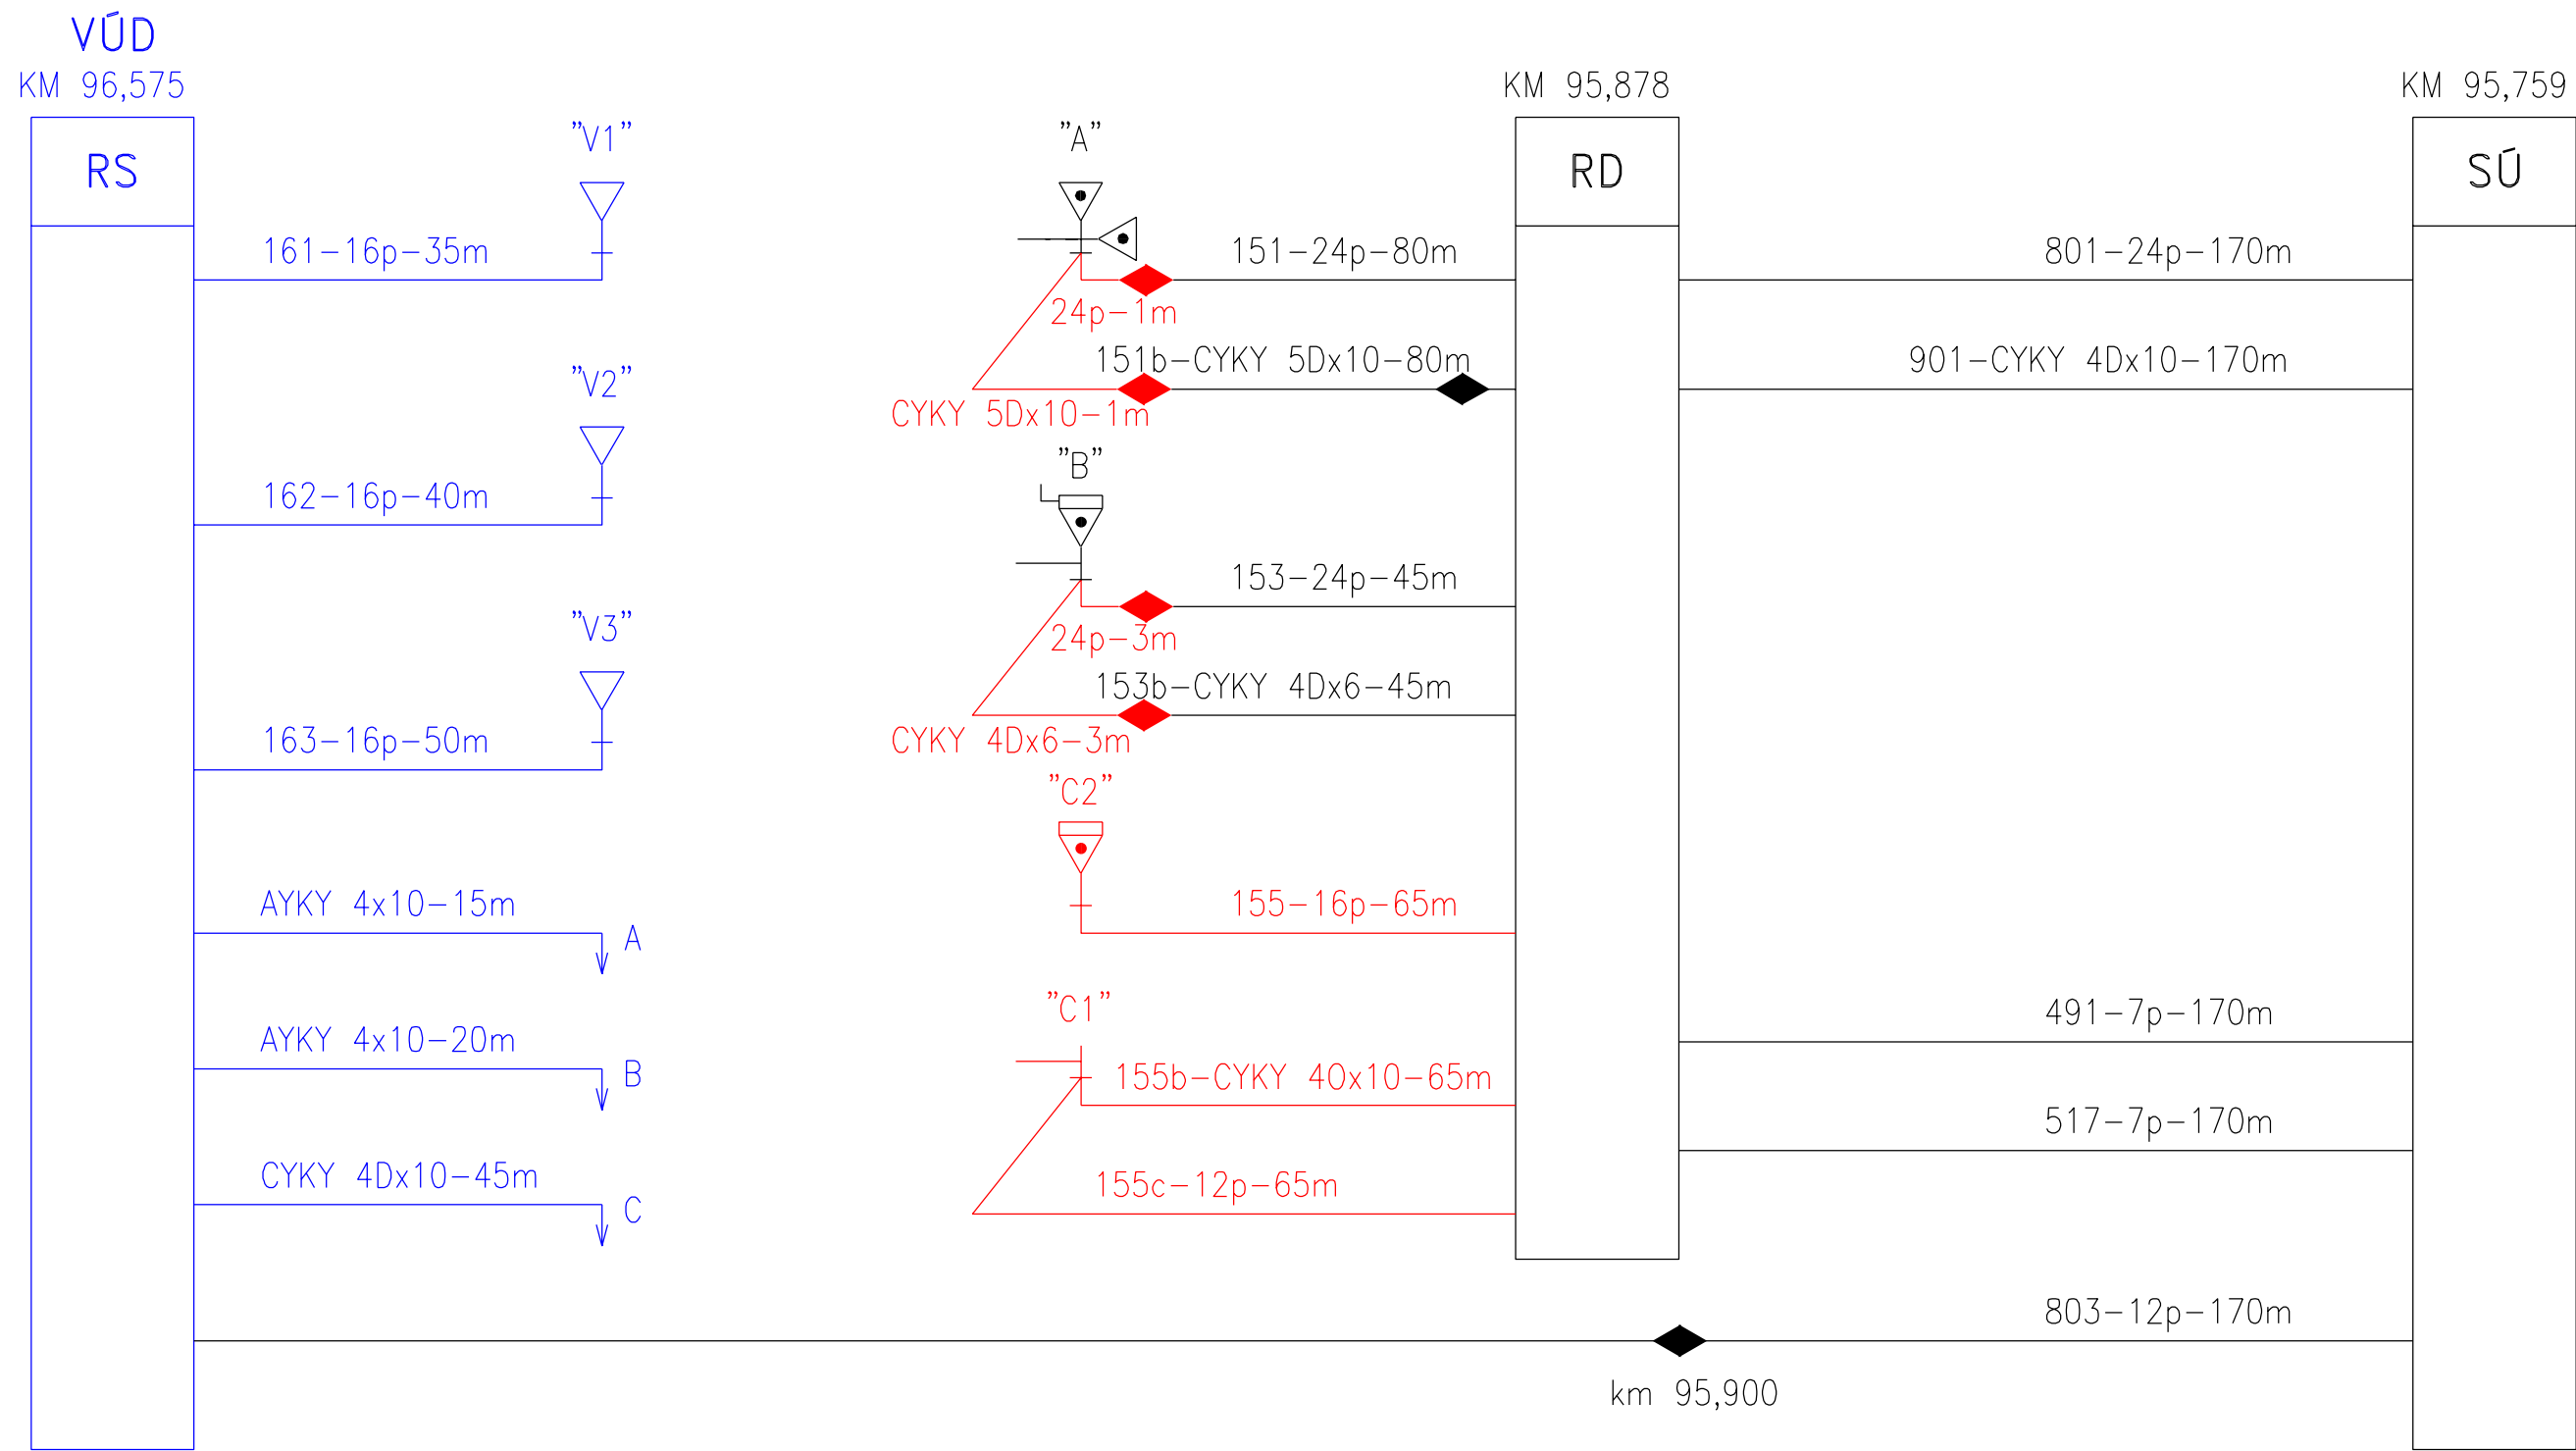 VÚD
KM 96,575
KM 95,878
KM 95,759
RS
"V1"
"A"
RD
SÚ
161-16p-35m
151-24p-80m
801-24p-170m
24p-1m
"V2"
151b-CYKY 5Dx10-80m
901-CYKY 4Dx10-170m
CYKY 5Dx10-1m
"B"
162-16p-40m
153-24p-45m
"V3"
24p-3m
153b-CYKY 4Dx6-45m
163-16p-50m
CYKY 4Dx6-3m
"C2"
AYKY 4x10-15m
155-16p-65m
A
"C1"
491-7p-170m
AYKY 4x10-20m
B
155b-CYKY 4Ox10-65m
517-7p-170m
CYKY 4Dx10-45m
155c-12p-65m
C
803-12p-170m
km 95,900